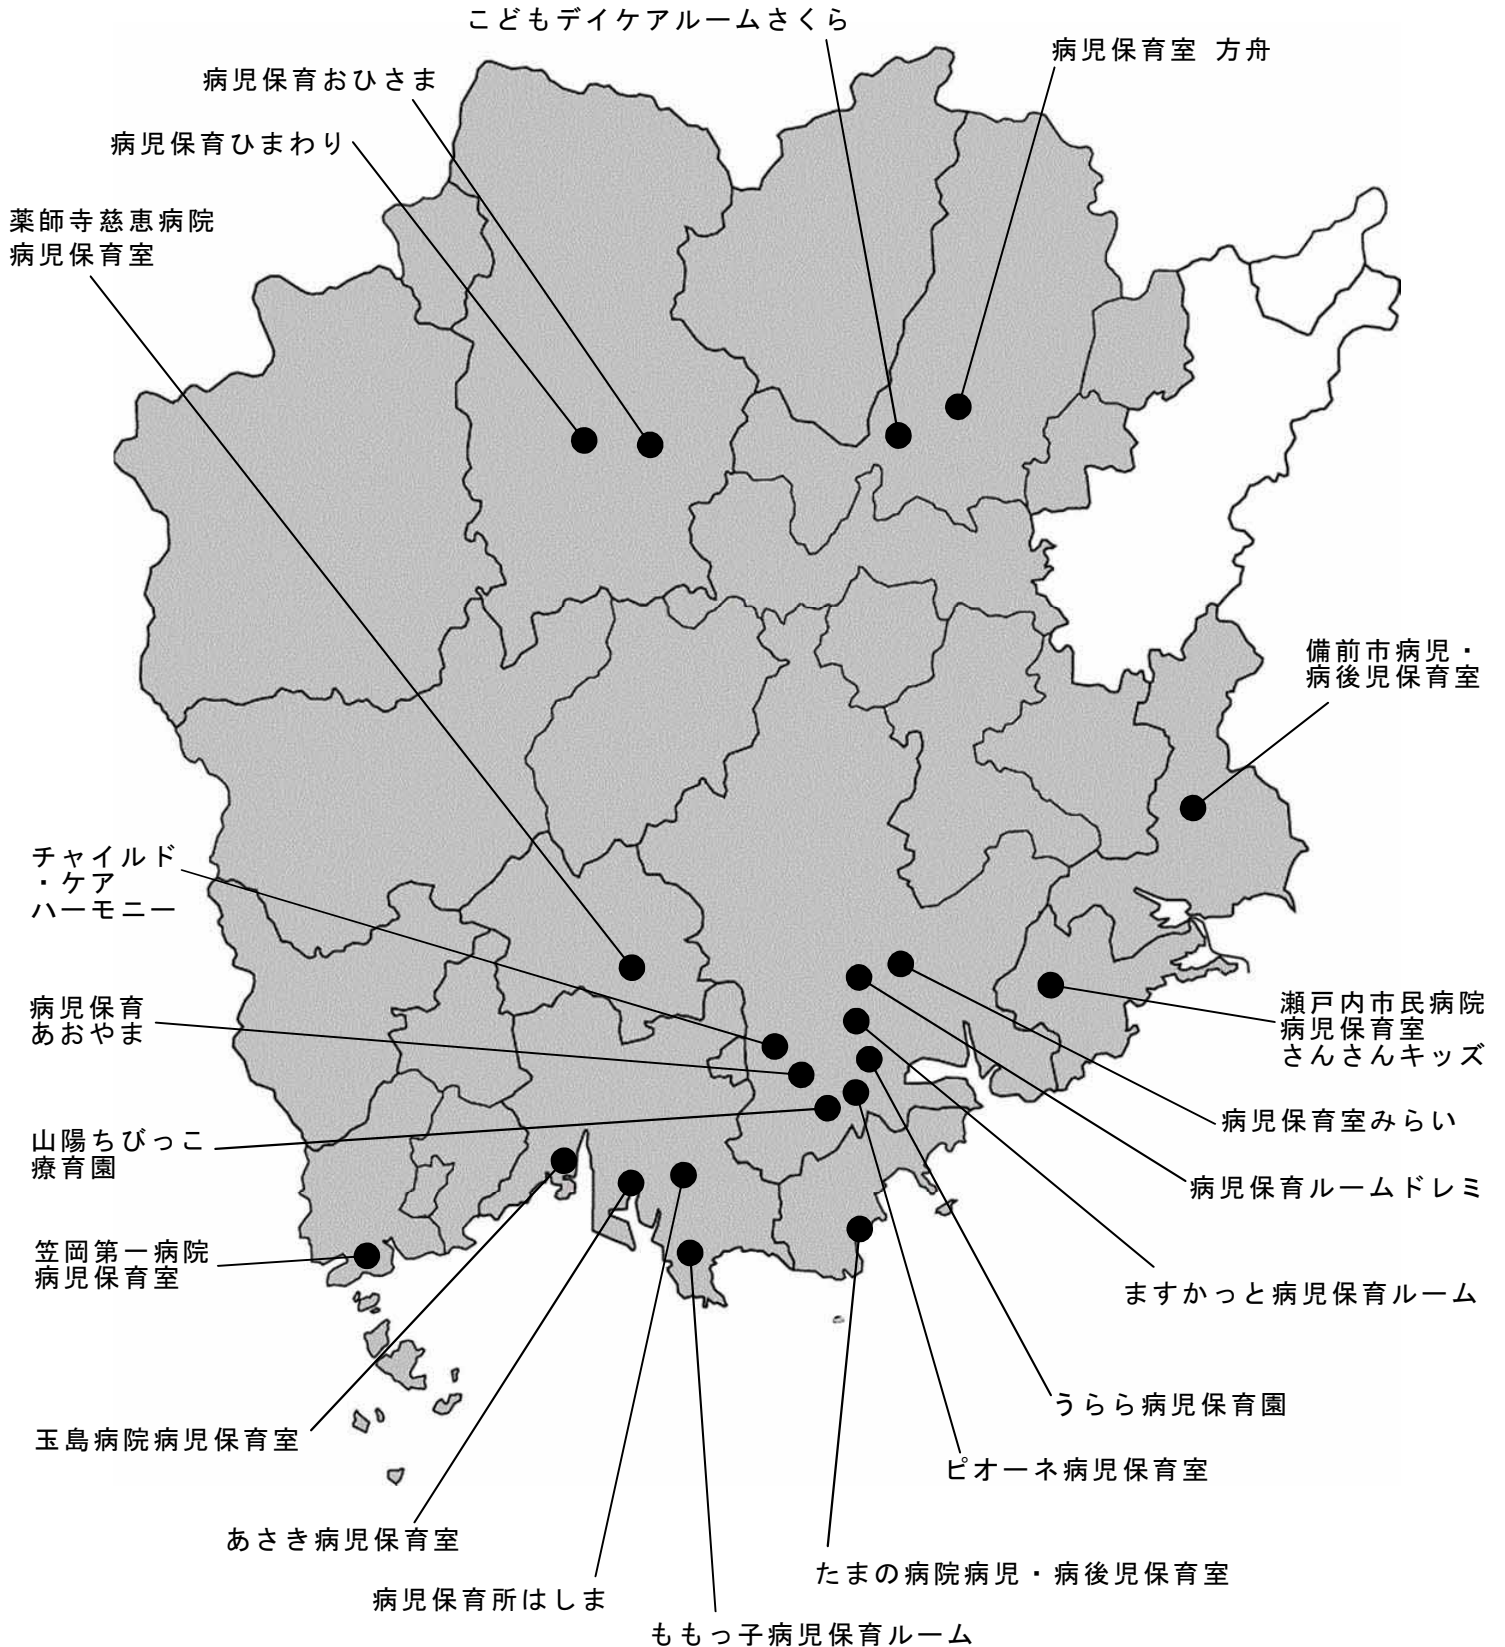 こどもデイケアルームさくら
病児保育室 方舟
病児保育おひさま
病児保育ひまわり
薬師寺慈恵病院
病児保育室
備前市病児・
病後児保育室
チャイルド
・ケア
ハーモニー
病児保育
あおやま
瀬戸内市民病院
病児保育室
さんさんキッズ
病児保育室みらい
山陽ちびっこ
療育園
病児保育ルームドレミ
笠岡第一病院
病児保育室
ますかっと病児保育ルーム
うらら病児保育園
玉島病院病児保育室
ピオーネ病児保育室
あさき病児保育室
たまの病院病児・病後児保育室
病児保育所はしま
ももっ子病児保育ルーム